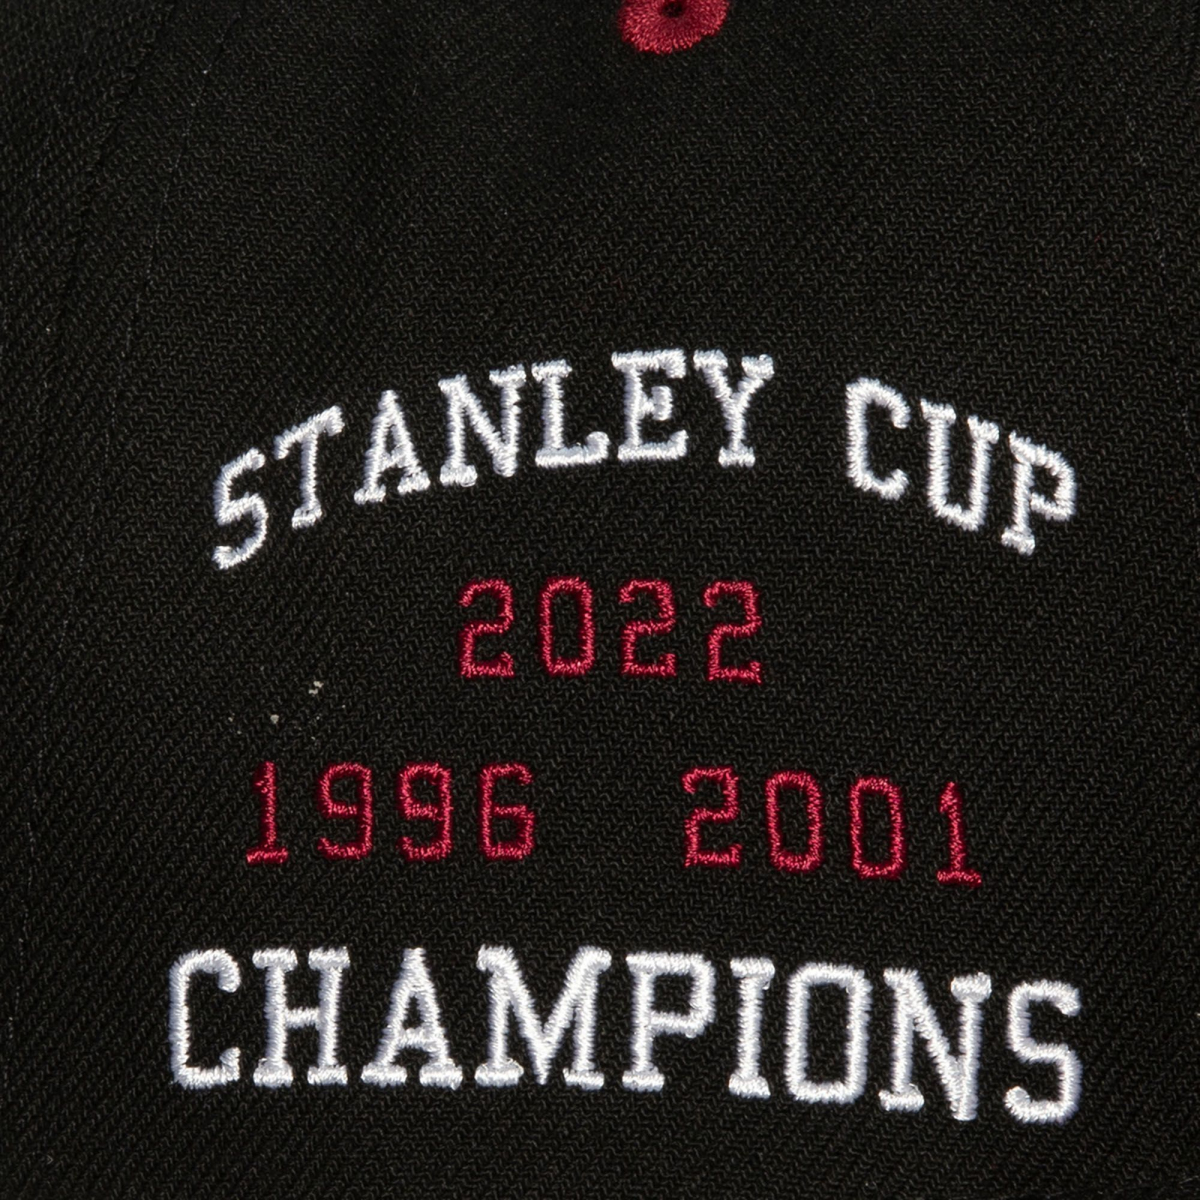 STANLEY CUP
2022
1996 2001
CHAMPIONS